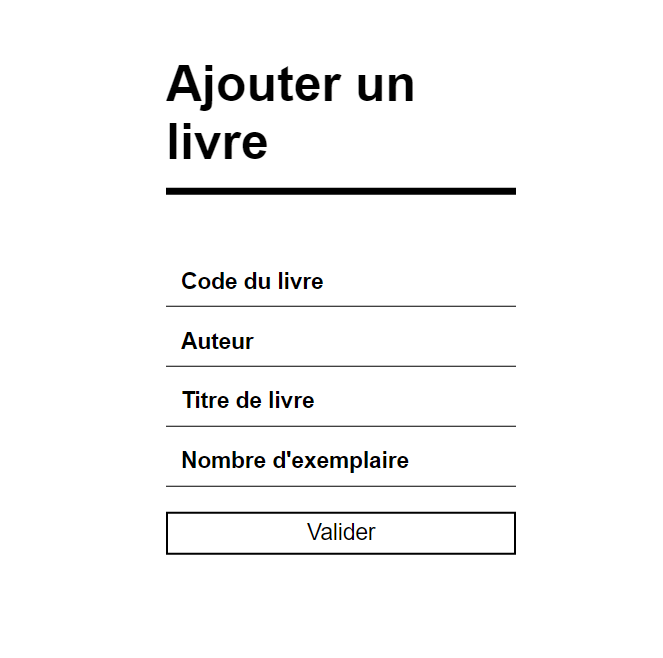 Ajouter un
livre
Code du livre
Auteur
Titre de livre
Nombre d'exemplaire
Valider